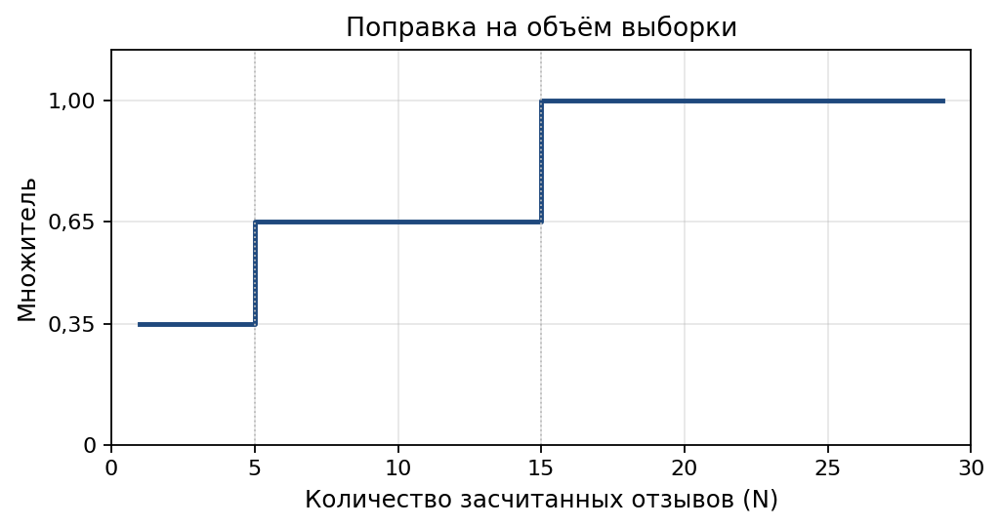 Поправка на объём выборки
Множитель
1,00
0,65
0,35
0
0 5 10 15 20 25 30
Количество засчитанных отзывов (N)